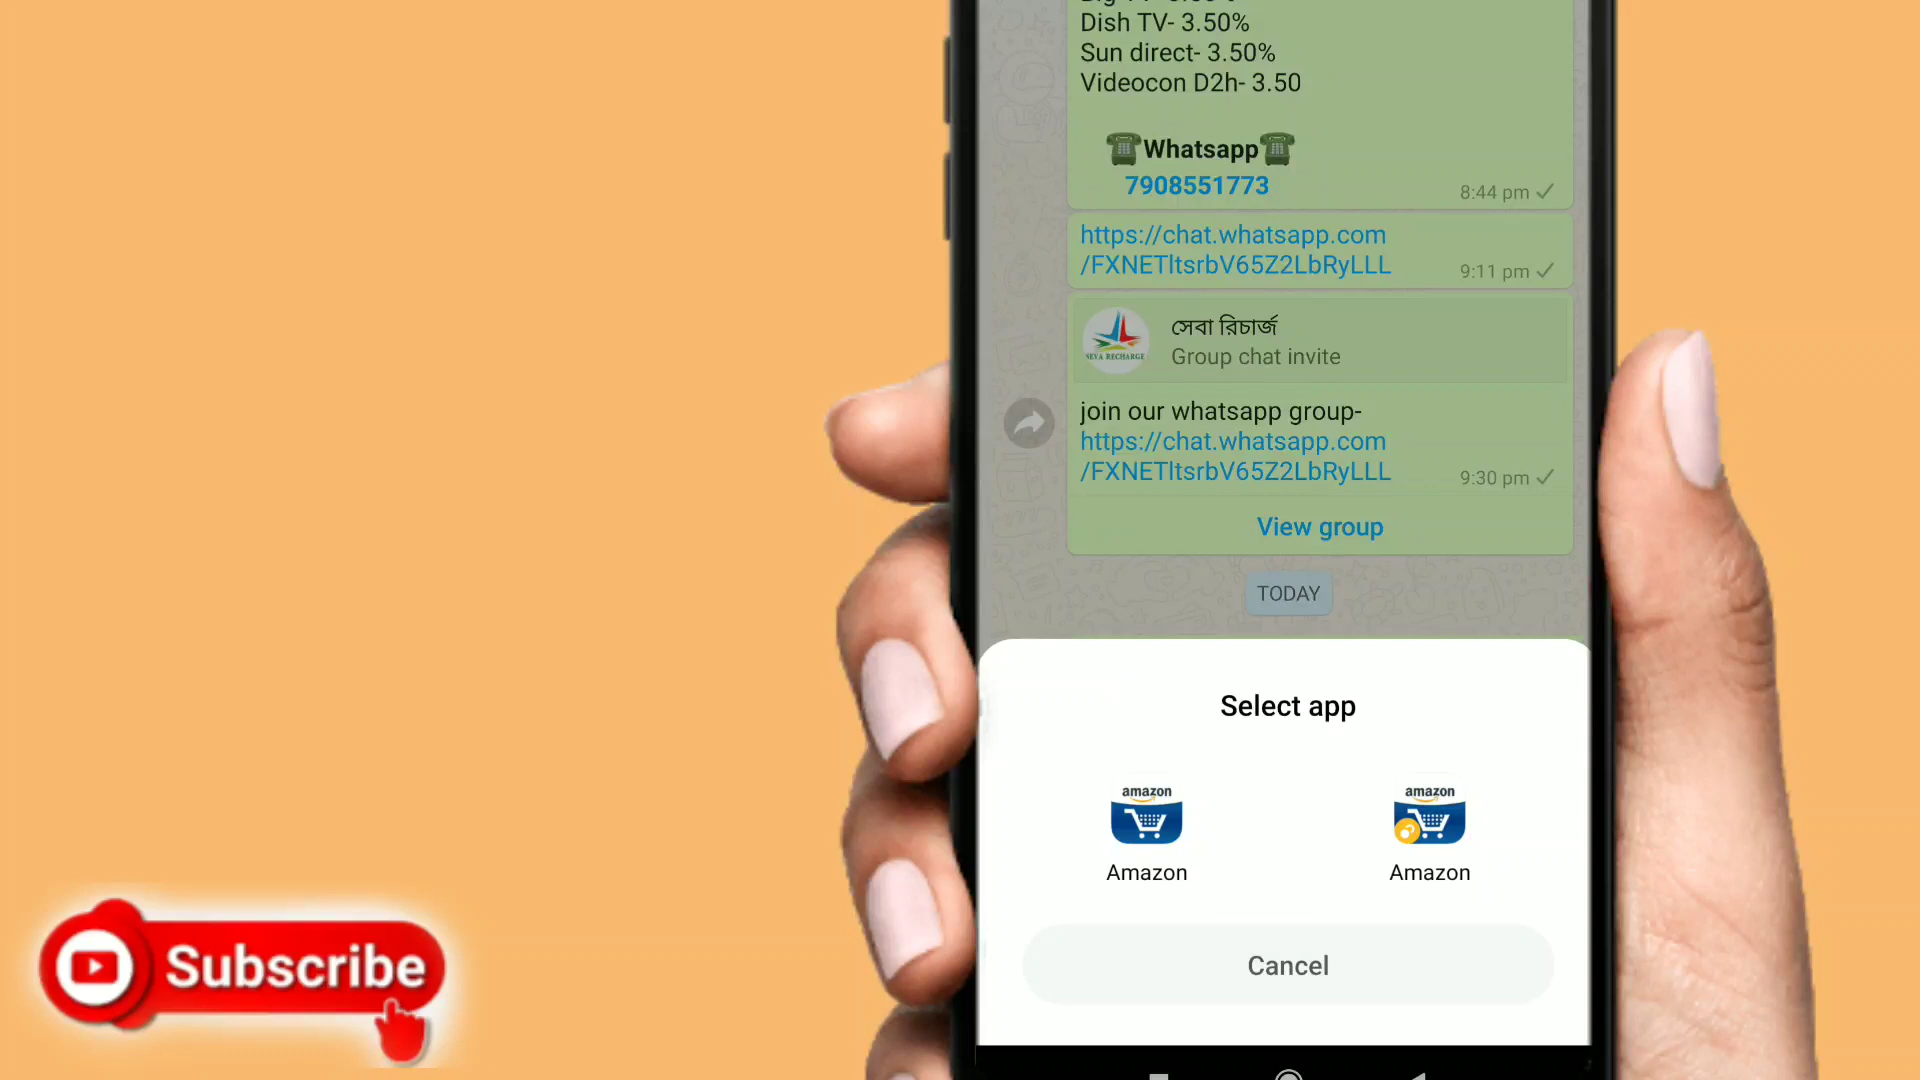 Dish TV- 3.50%
Sun direct- 3.50%
Videocon D2h- 3.50
Whatsapp
7908551773
8:44 pm
https://chat.whatsapp.com
/FXNETltsrbV65Z2LbRyLLL
9:11 pm
SEVA RECHARGE
সেবা রিচার্জ
Group chat invite
join our whatsapp group-
https://chat.whatsapp.com
/FXNETltsrbV65Z2LbRyLLL
9:30 pm
View group
TODAY
Select app
amazon
amazon
Amazon
Amazon
Cancel
Subscribe